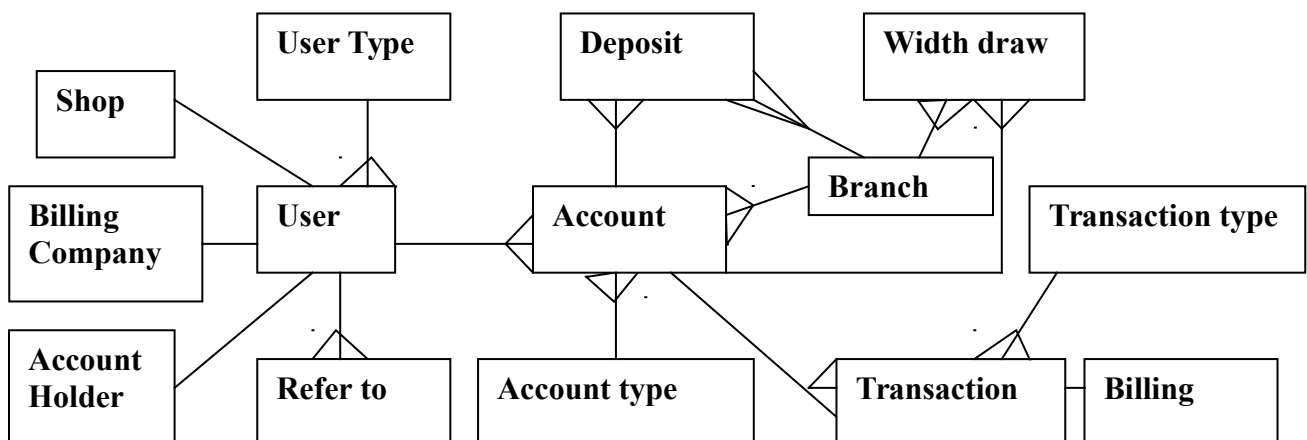 User Type
Deposit
Width draw
Shop
Branch
Billing
Company
User
Account
Transaction type
Account
Holder
Refer to
Account type
Transaction
Billing